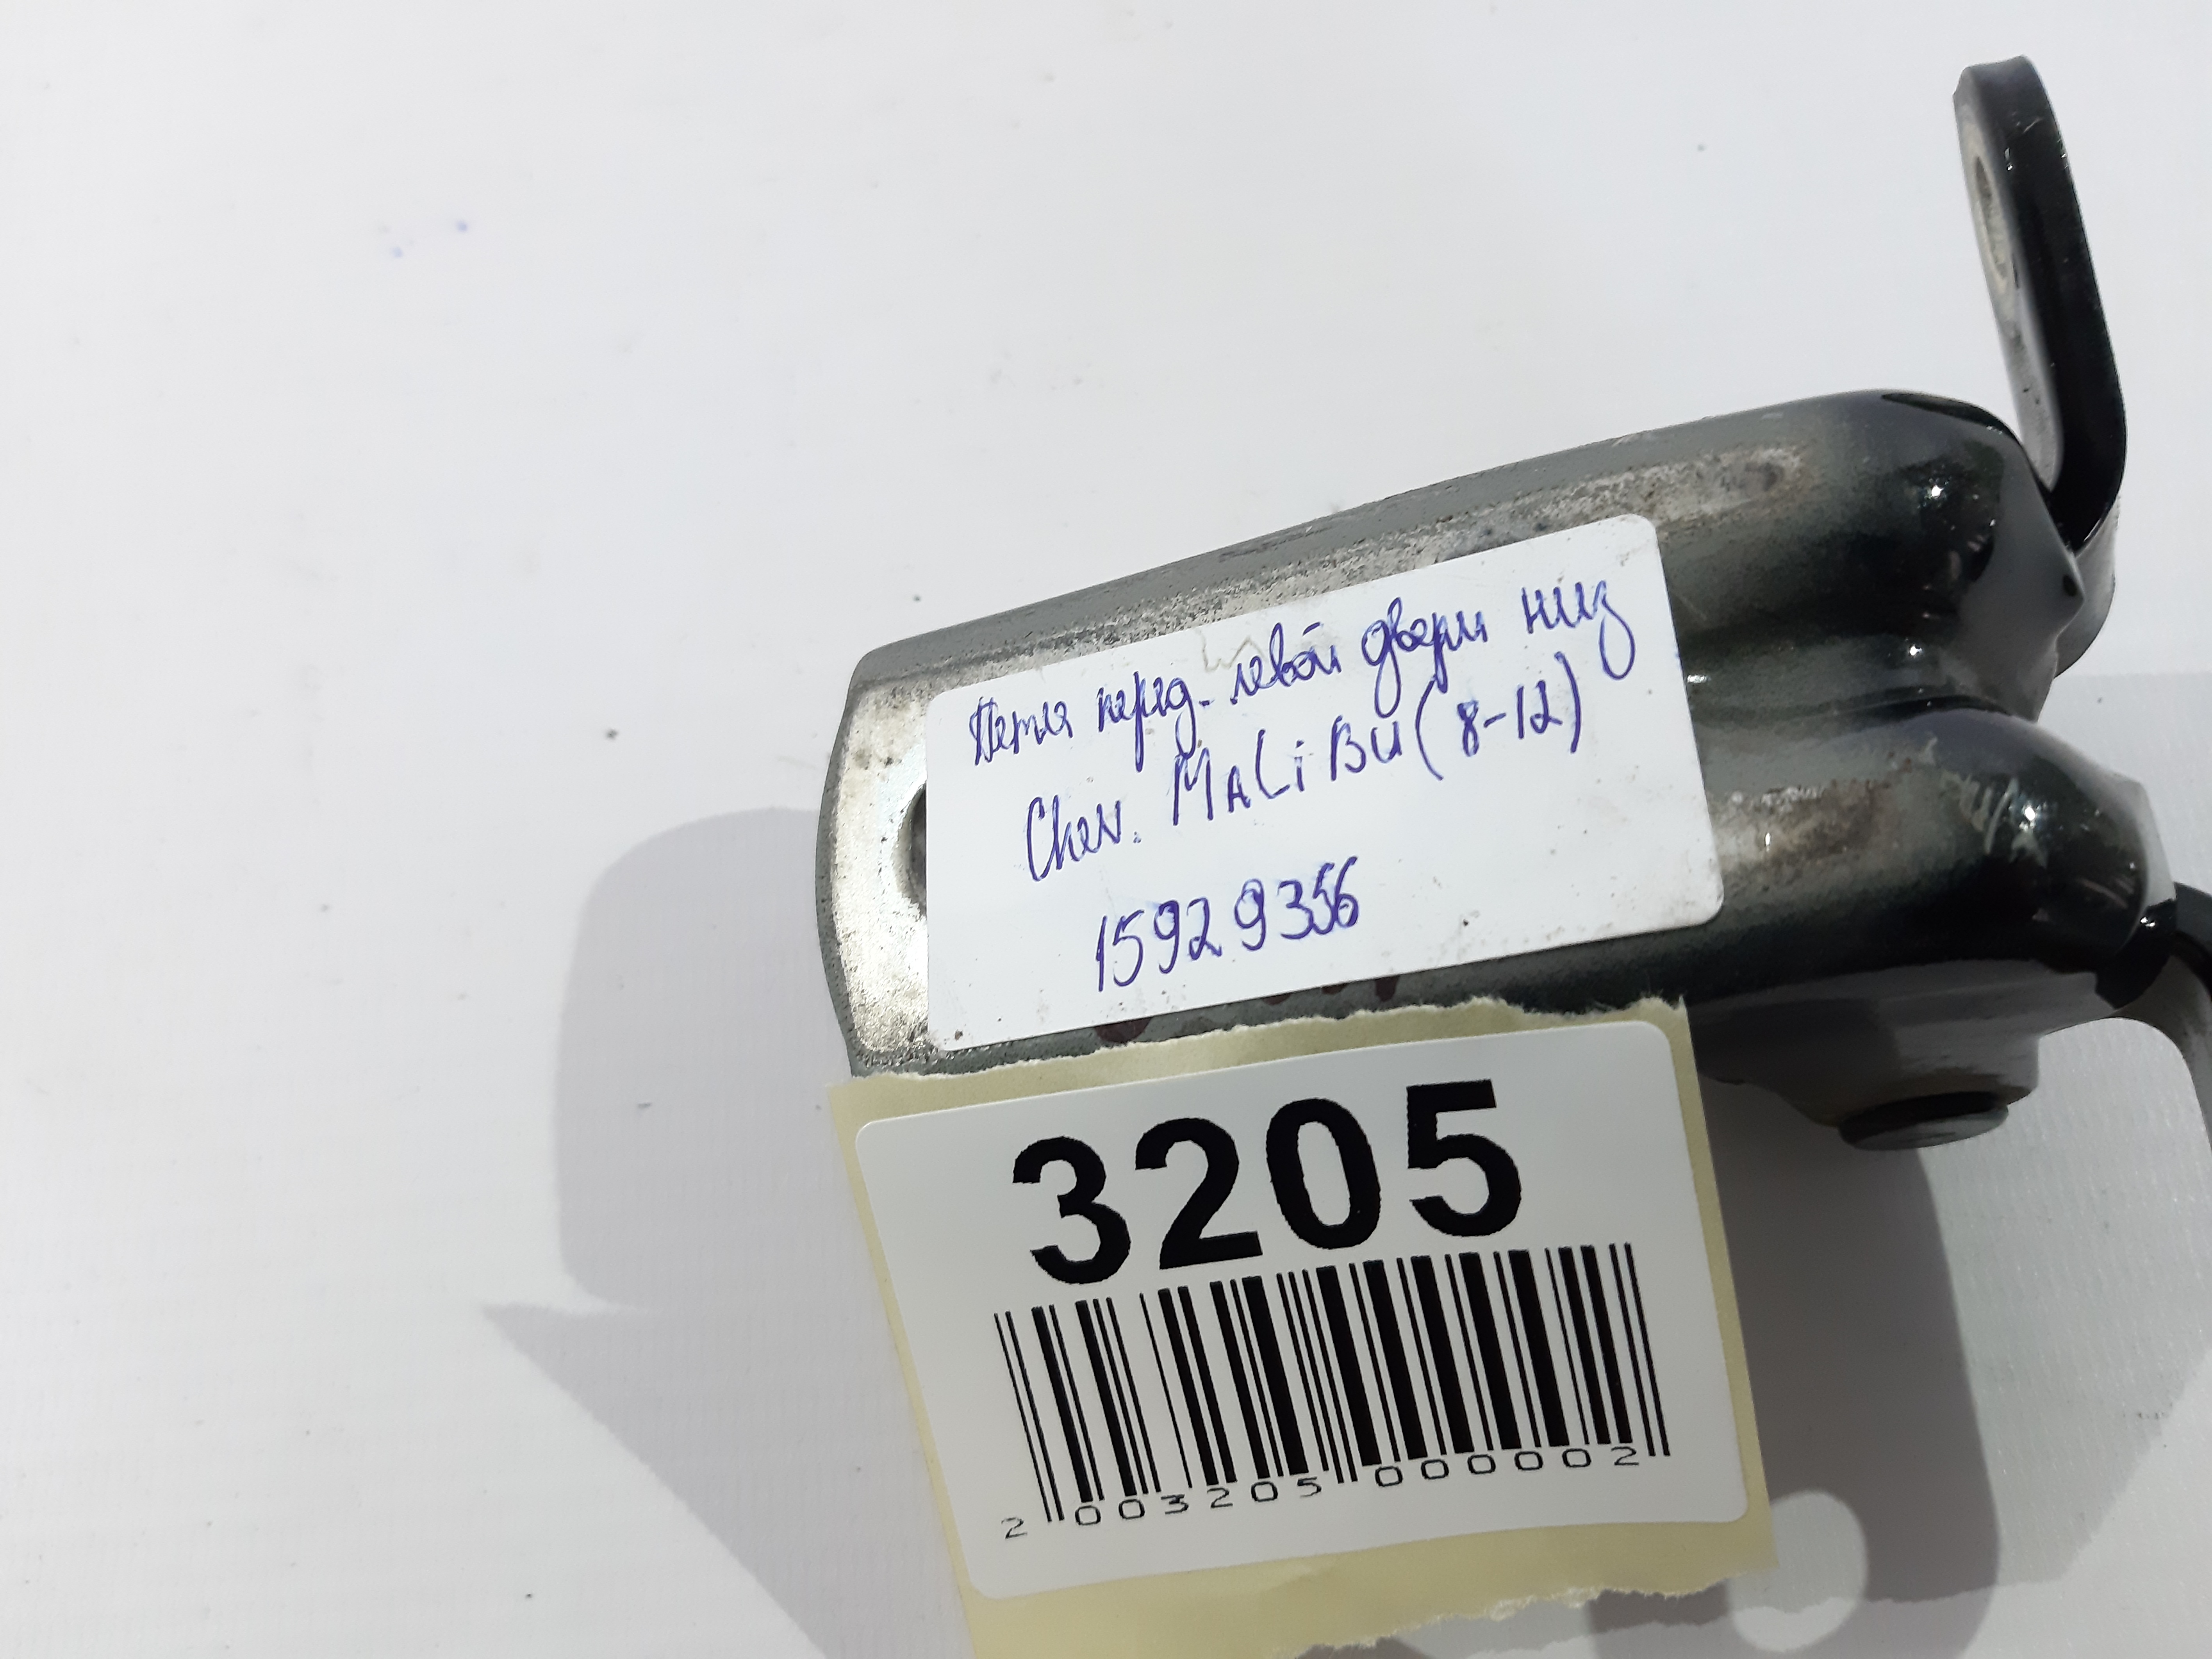 Петля перед. левой двери низ
Chev. MALiBU (8-12)
15929356
3205
2 003205 000002